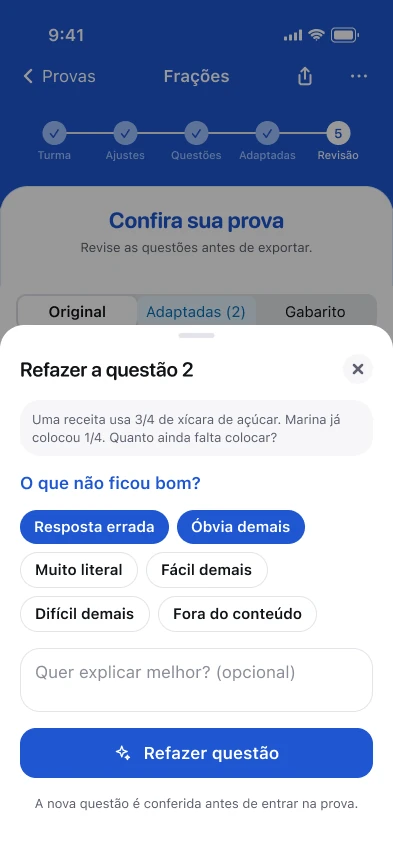 9:41
Provas
Frações
5
Turma
Ajustes
Questões
Adaptadas
Revisão
Confira sua prova
Revise as questões antes de exportar.
Original
Adaptadas (2)
Gabarito
Refazer a questão 2
Uma receita usa 3/4 de xícara de açúcar. Marina já
colocou 1/4. Quanto ainda falta colocar?
O que não ficou bom?
Resposta errada
Óbvia demais
Muito literal
Fácil demais
Difícil demais
Fora do conteúdo
Quer explicar melhor? (opcional)
Refazer questão
A nova questão é conferida antes de entrar na prova.